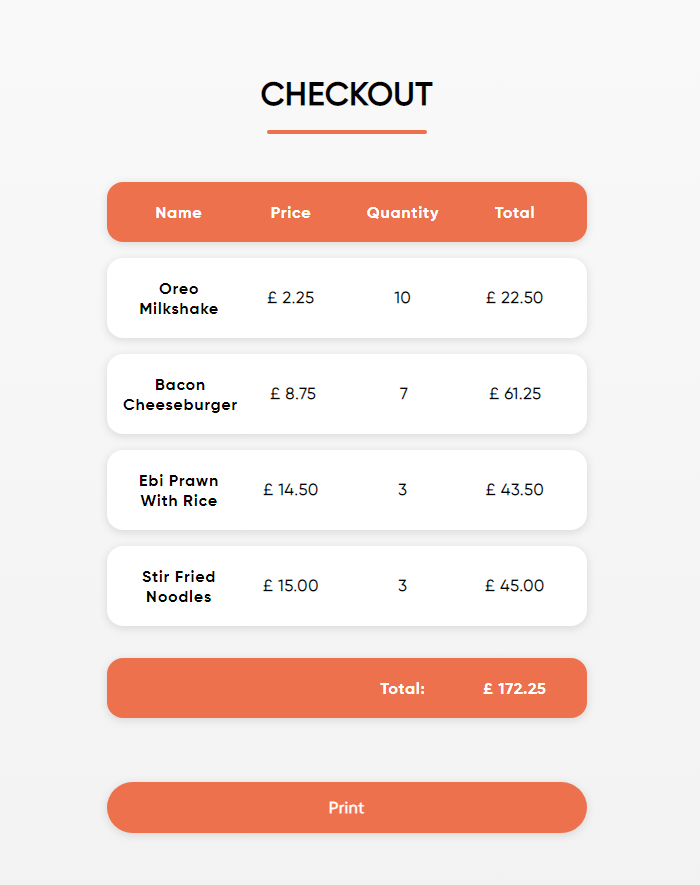 CHECKOUT
Name Price Quantity Total
Oreo
Milkshake £ 2.25 10 £ 22.50
Bacon
Cheeseburger £ 8.75 7 £ 61.25
Ebi Prawn
With Rice £ 14.50 3 £ 43.50
Stir Fried
Noodles £ 15.00 3 £ 45.00
Total: £ 172.25
Print